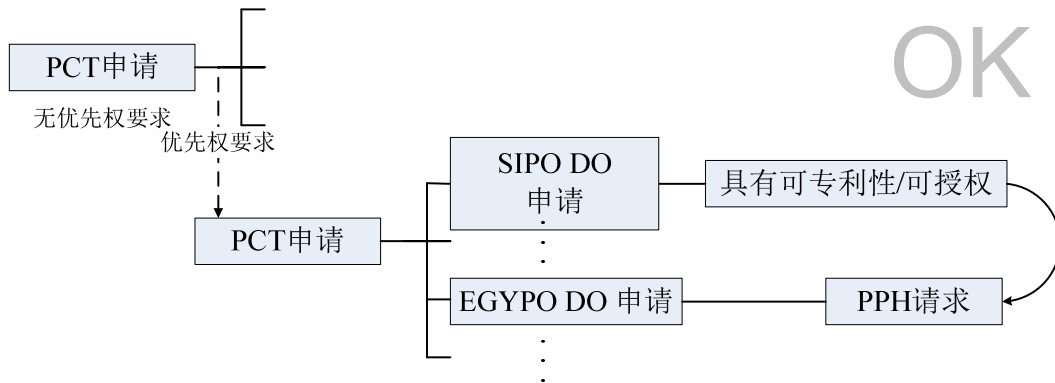 OK
PCT申请
无优先权要求
优先权要求
SIPO DO
申请
具有可专利性/可授权
PCT申请
EGYPO DO 申请
PPH请求